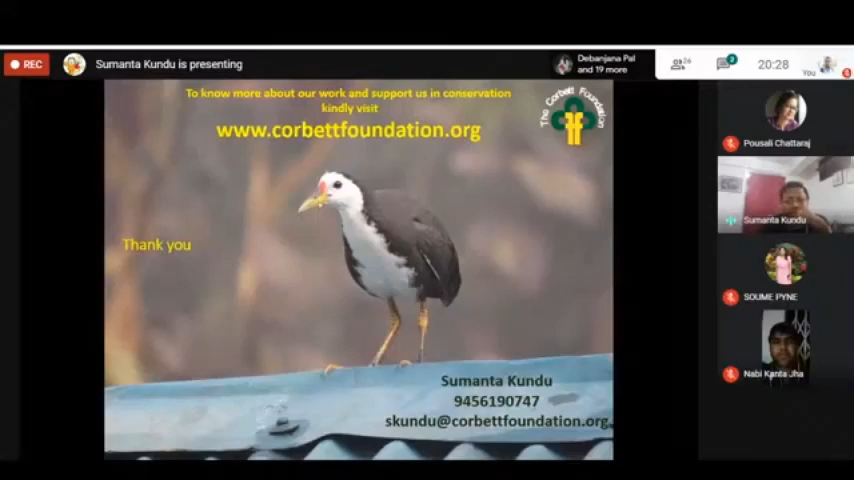 REC
Sumanta Kundu is presenting
Debanjana Pal
and 19 more
26
2
20:28
You
To know more about our work and support us in conservation
kindly visit
www.corbettfoundation.org
The Corbett Foundation
Thank you
Sumanta Kundu
9456190747
skundu@corbettfoundation.org.
Pousali Chattaraj
Sumanta Kundu
SOUME PYNE
Nabi Kanta Jha